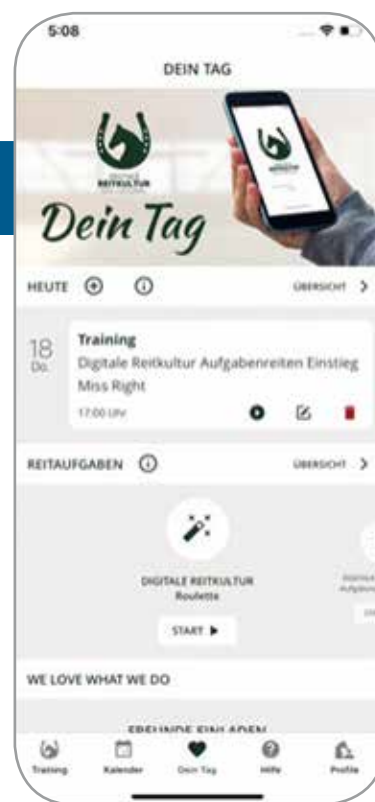 5:08
DEIN TAG
DIGITALE
REITKULTUR
Dein Tag
HEUTE
ÜBERSICHT
18
Do.
Training
Digitale Reitkultur Aufgabenreiten Einstieg
Miss Right
17:00 Uhr
REITAUFGABEN
ÜBERSICHT
DIGITALE REITKULTUR
Roulette
START
WE LOVE WHAT WE DO
FREUNDE EINLADEN
Training
Kalender
Dein Tag
Hilfe
Profile